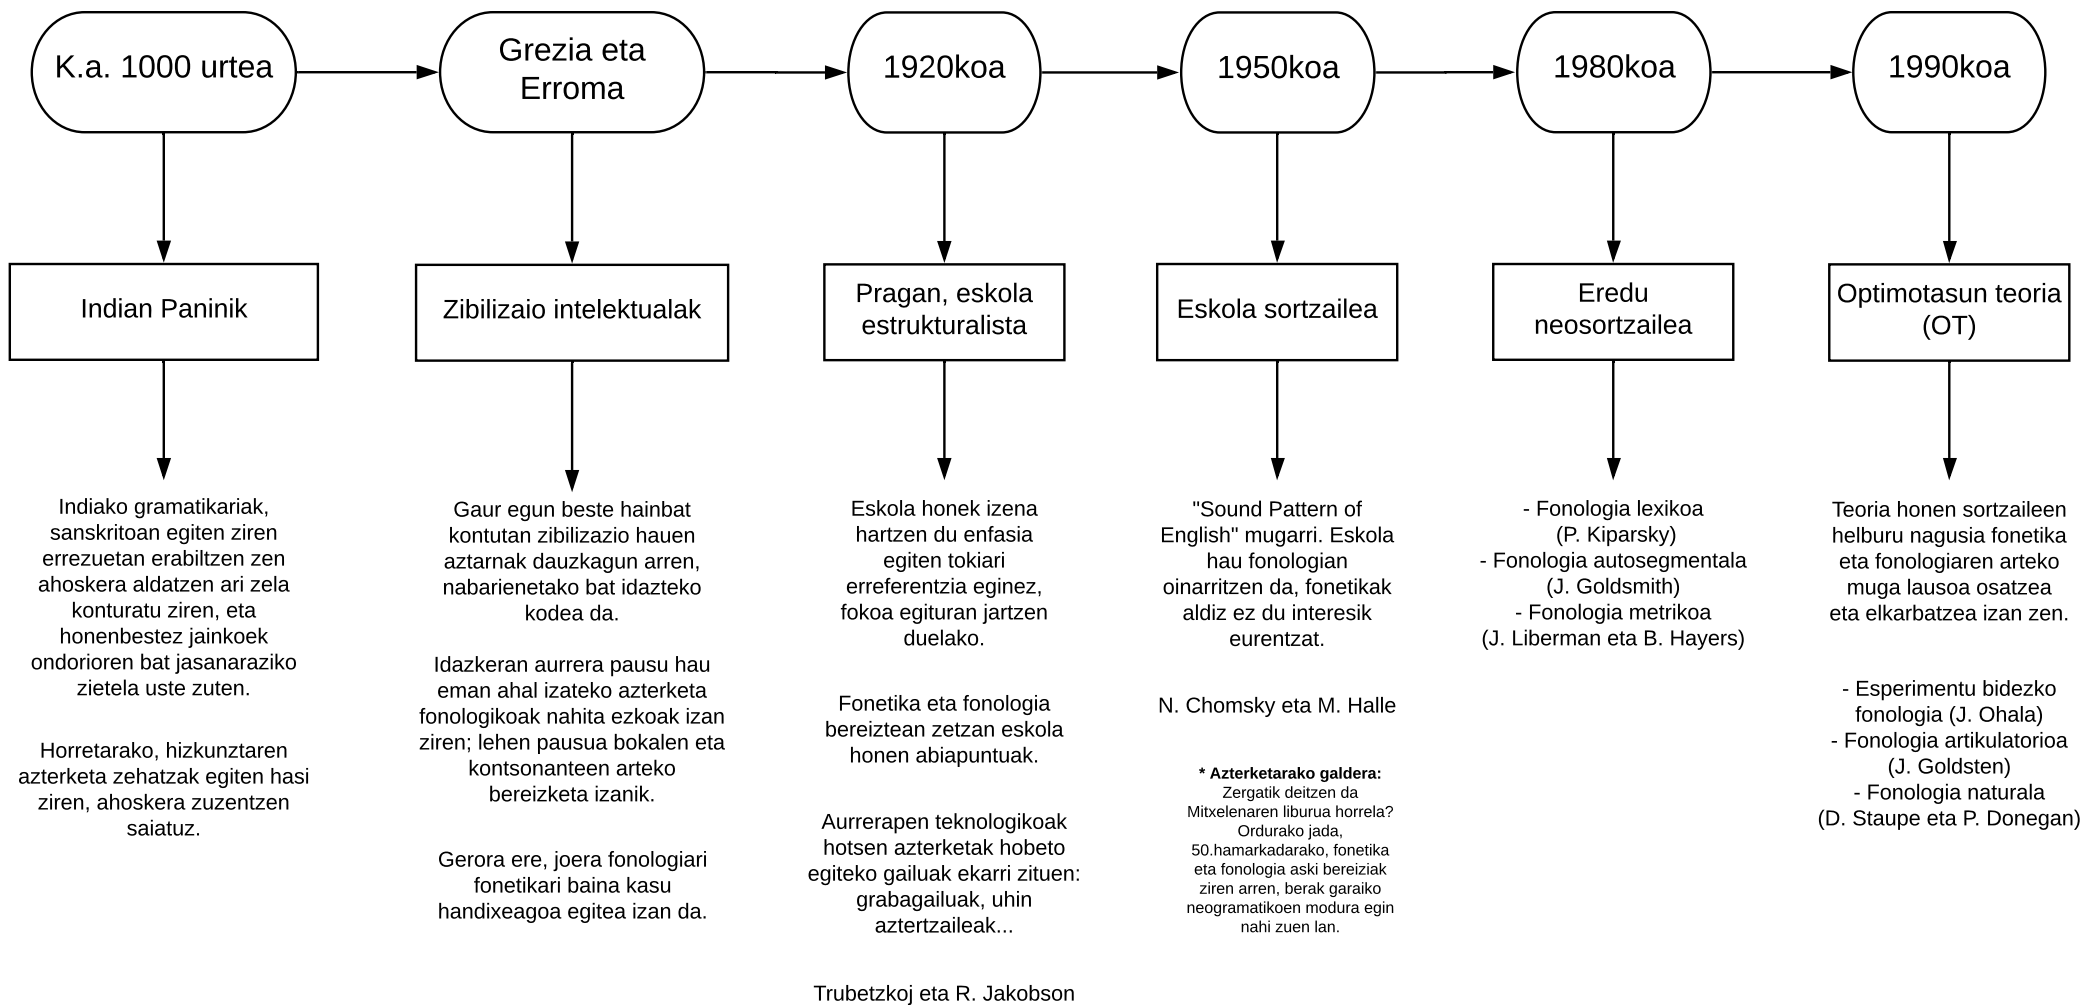 K.a. 1000 urtea
Grezia eta
Erroma
1920koa
1950koa
1980koa
1990koa
Indian Paninik
Zibilizaio intelektualak
Pragan, eskola
estrukturalista
Eskola sortzailea
Eredu
neosortzailea
Optimotasun teoria
(OT)
Indiako gramatikariak,
sanskritoan egiten ziren
errezuetan erabiltzen zen
ahoskera aldatzen ari zela
konturatu ziren, eta
honenbestez jainkoek
ondorioren bat jasanaraziko
zietela uste zuten.
Horretarako, hizkunztaren
azterketa zehatzak egiten hasi
ziren, ahoskera zuzentzen
saiatuz.
Gaur egun beste hainbat
kontutan zibilizazio hauen
aztarnak dauzkagun arren,
nabarienetako bat idazteko
kodea da.
Idazkeran aurrera pausu hau
eman ahal izateko azterketa
fonologikoak nahita ezkoak izan
ziren; lehen pausua bokalen eta
kontsonanteen arteko
bereizketa izanik.
Gerora ere, joera fonologiari
fonetikari baina kasu
handixeagoa egitea izan da.
Eskola honek izena
hartzen du enfasia
egiten tokiari
erreferentzia eginez,
fokoa egituran jartzen
duelako.
Fonetika eta fonologia
bereiztean zetzan eskola
honen abiapuntuak.
Aurrerapen teknologikoak
hotsen azterketak hobeto
egiteko gailuak ekarri zituen:
grabagailuak, uhin
aztertzaileak...
Trubetzkoj eta R. Jakobson
"Sound Pattern of
English" mugarri. Eskola
hau fonologian
oinarritzen da, fonetikak
aldiz ez du interesik
eurentzat.
N. Chomsky eta M. Halle
* Azterketarako galdera:
Zergatik deitzen da
Mitxelenaren liburua horrela?
Ordurako jada,
50.hamarkadarako, fonetika
eta fonologia aski bereiziak
ziren arren, berak garaiko
neogramatikoen modura egin
nahi zuen lan.
- Fonologia lexikoa
(P. Kiparsky)
- Fonologia autosegmentala
(J. Goldsmith)
- Fonologia metrikoa
(J. Liberman eta B. Hayers)
Teoria honen sortzaileen
helburu nagusia fonetika
eta fonologiaren arteko
muga lausoa osatzea
eta elkarbatzea izan zen.
- Esperimentu bidezko
fonologia (J. Ohala)
- Fonologia artikulatorioa
(J. Goldsten)
- Fonologia naturala
(D. Staupe eta P. Donegan)